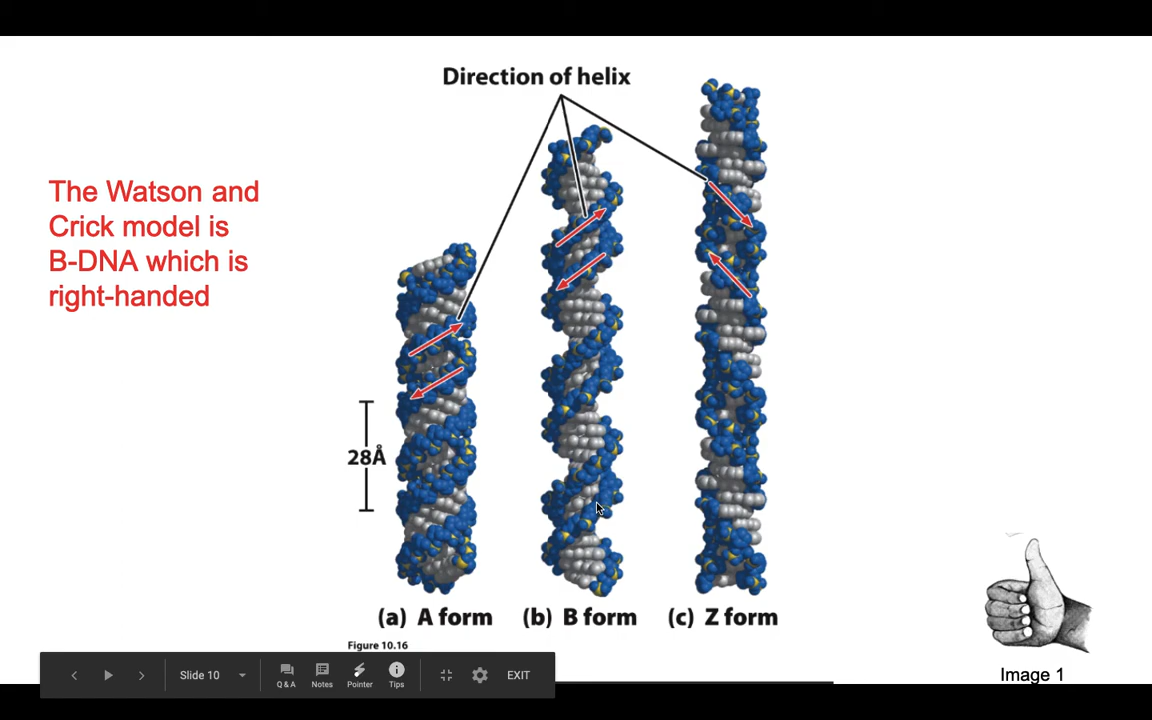 Direction of helix
The Watson and
Crick model is
B-DNA which is
right-handed
28Å
(a) A form
(b) B form
(c) Z form
Figure 10.16
Image 1
Slide 10
Q & A
Notes
Pointer
Tips
EXIT